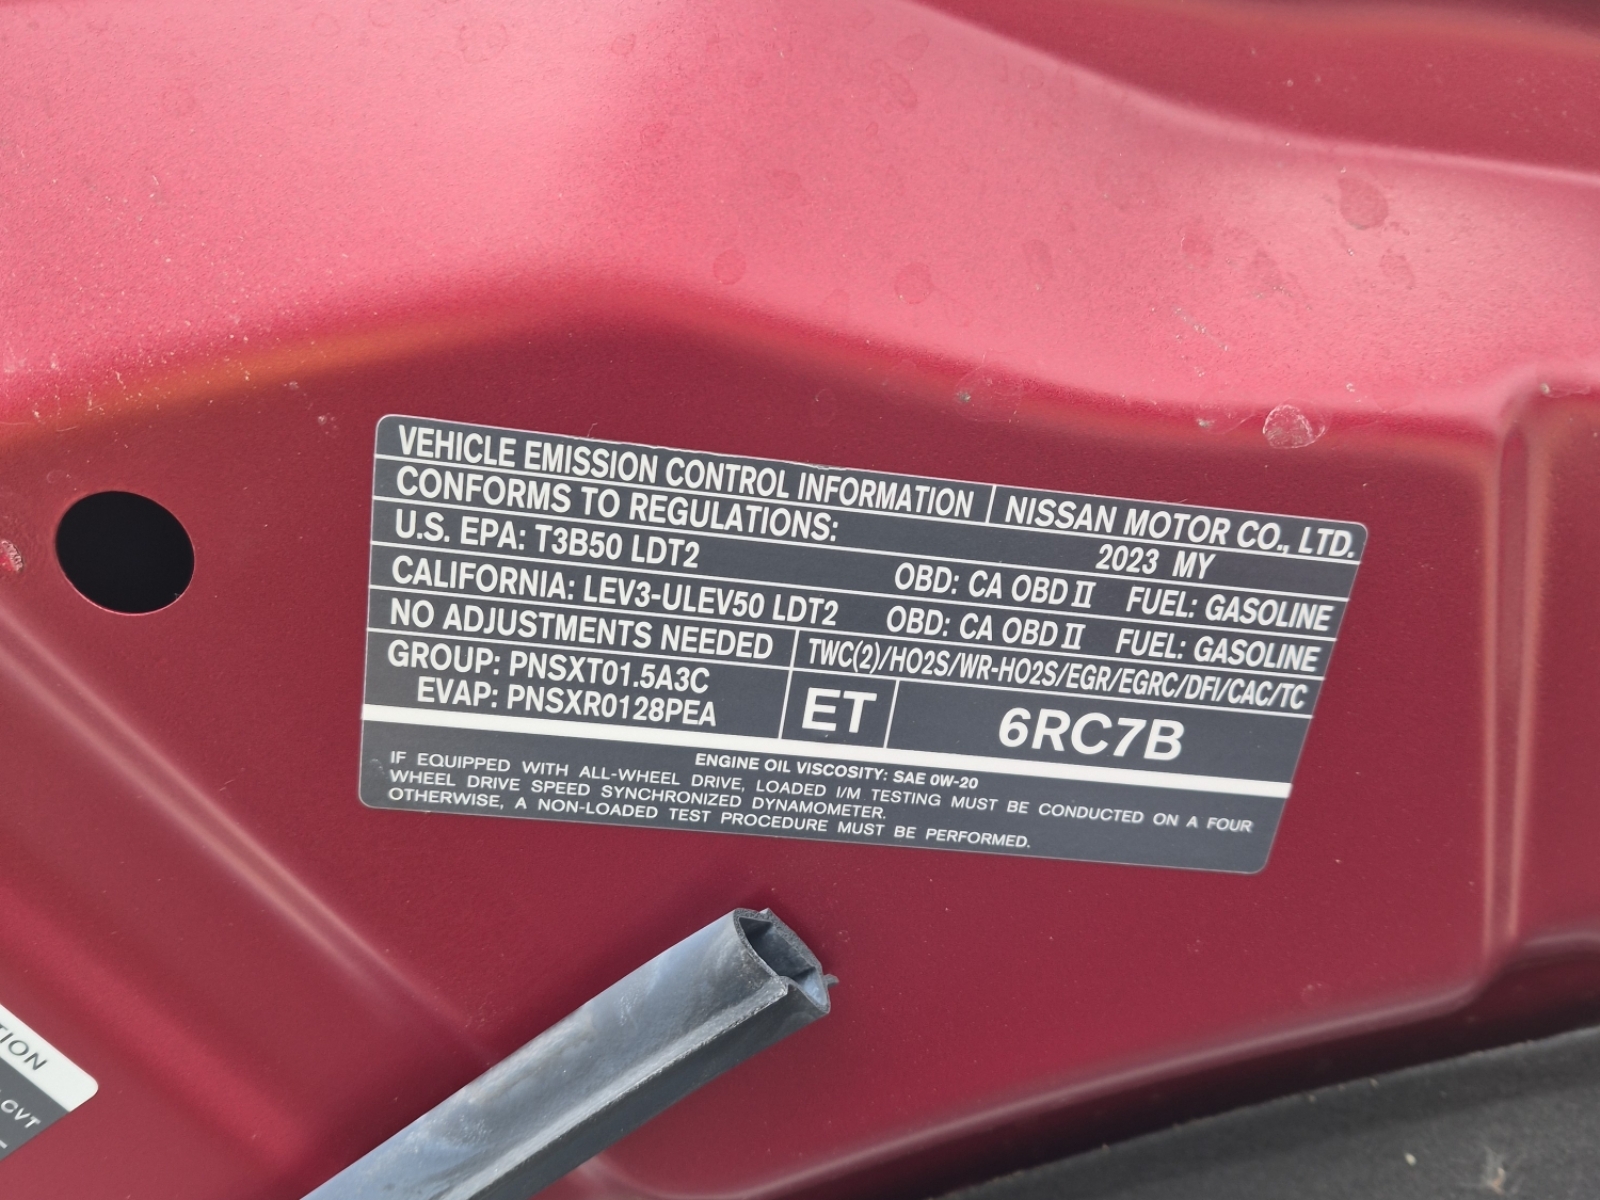 VEHICLE EMISSION CONTROL INFORMATION NISSAN MOTOR CO., LTD.
CONFORMS TO REGULATIONS: 2023 MY
U.S. EPA: T3B50 LDT2 OBD: CA OBD II FUEL: GASOLINE
CALIFORNIA: LEV3-ULEV50 LDT2 OBD: CA OBD II FUEL: GASOLINE
NO ADJUSTMENTS NEEDED TWC(2)/HO2S/WR-HO2S/EGR/EGRC/DFI/CAC/TC
GROUP: PNSXT01.5A3C
EVAP: PNSXR0128PEA ET 6RC7B
ENGINE OIL VISCOSITY: SAE 0W-20
IF EQUIPPED WITH ALL-WHEEL DRIVE, LOADED I/M TESTING MUST BE CONDUCTED ON A FOUR
WHEEL DRIVE SPEED SYNCHRONIZED DYNAMOMETER.
OTHERWISE, A NON-LOADED TEST PROCEDURE MUST BE PERFORMED.
TION
CVT